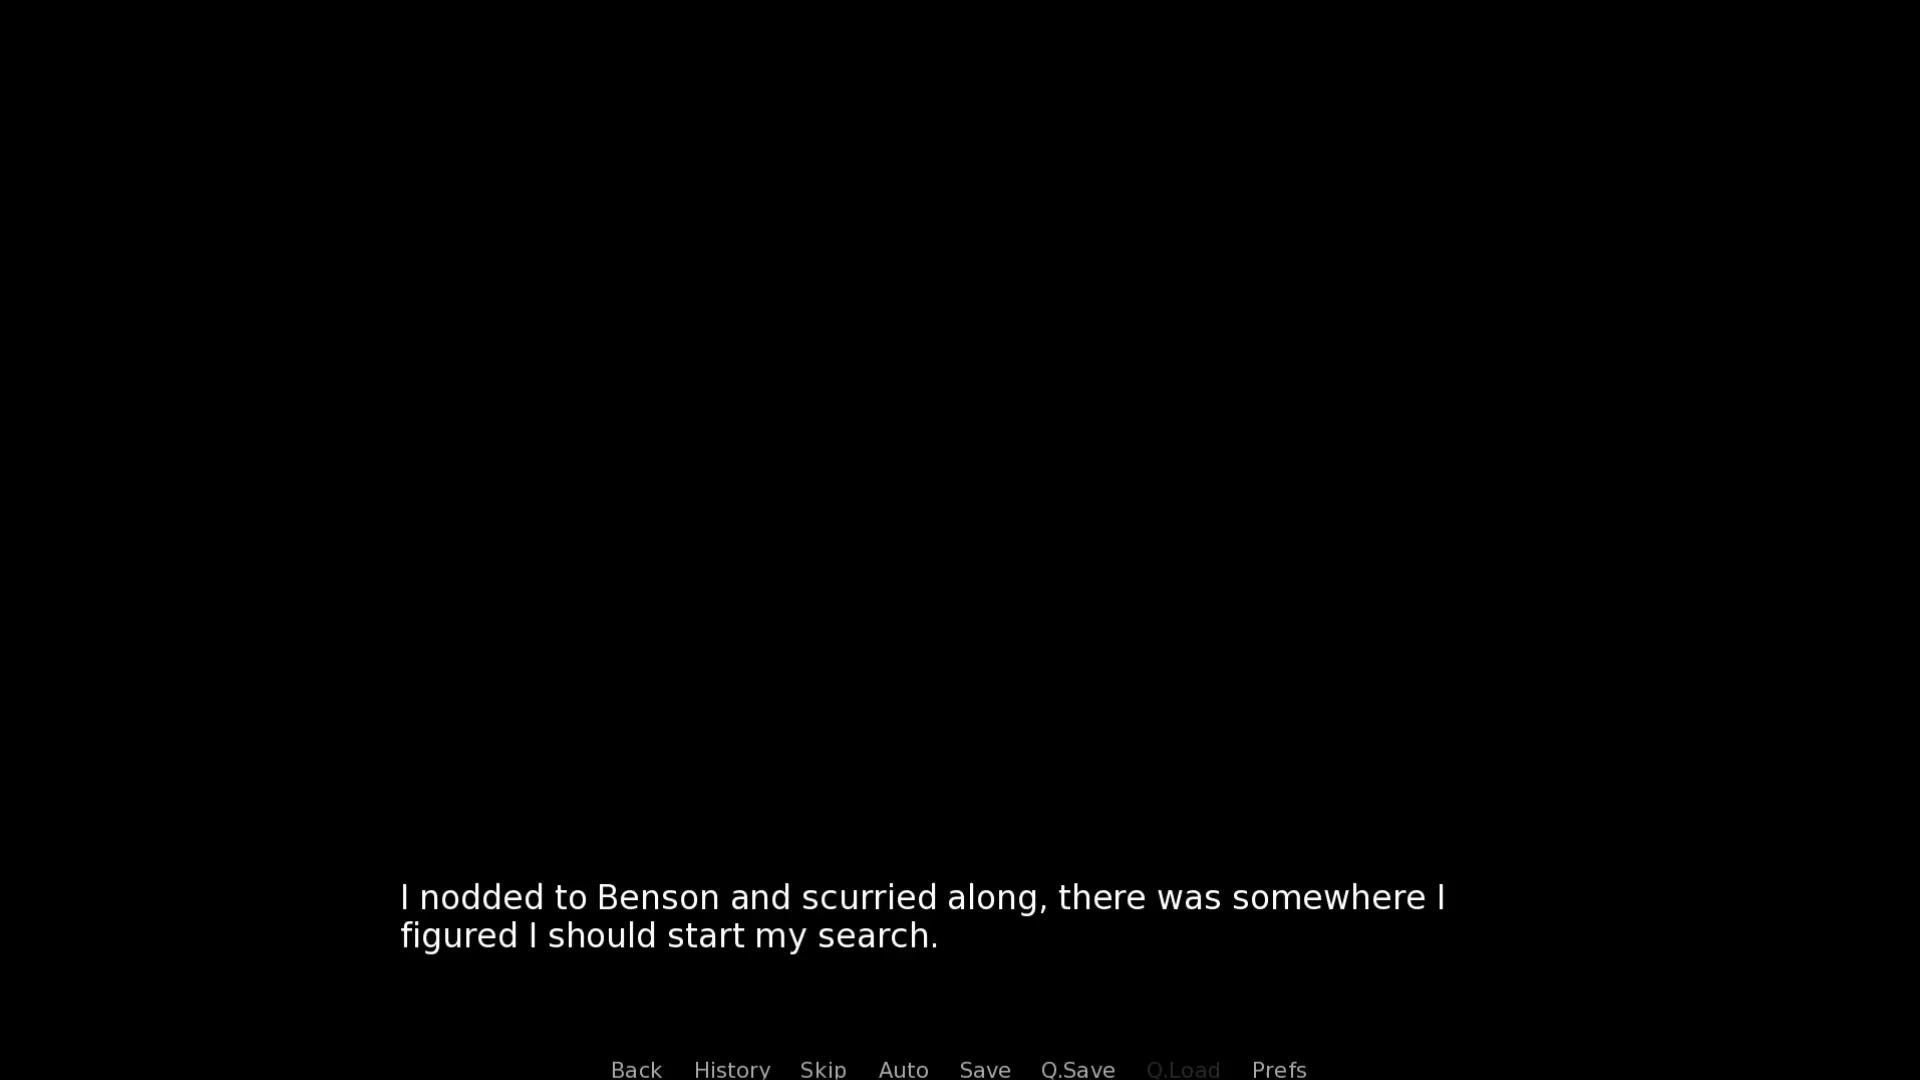 I nodded to Benson and scurried along, there was somewhere I
figured I should start my search.
Back History Skip Auto Save Q.Save Q.Load Prefs